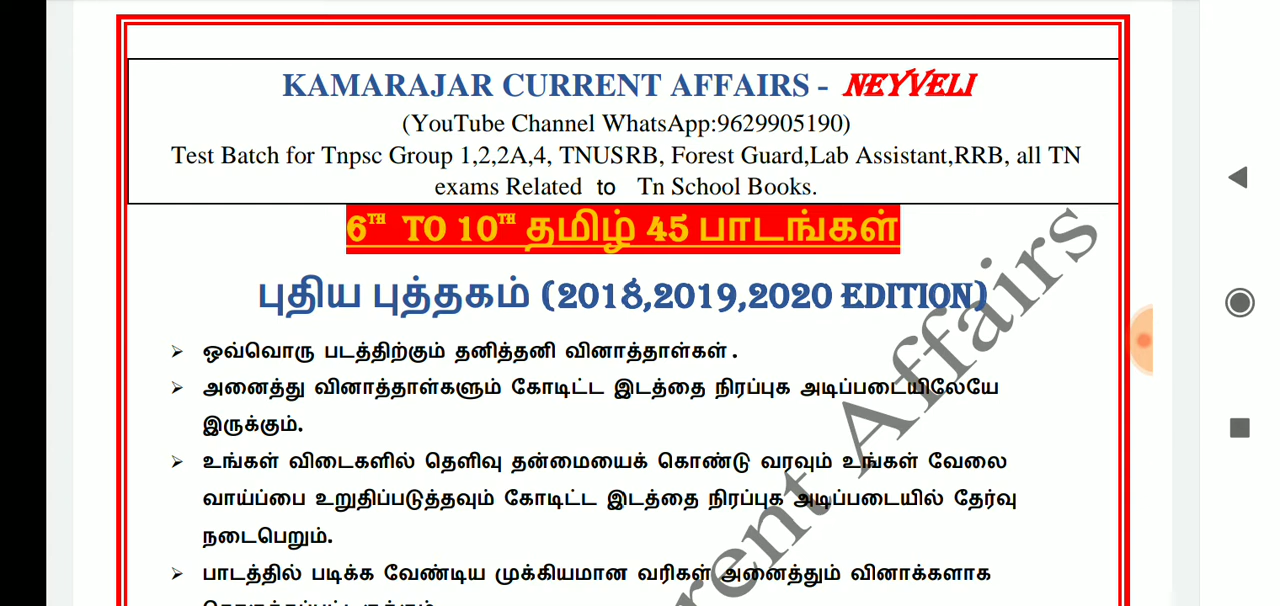 KAMARAJAR CURRENT AFFAIRS - NEYVELI
(YouTube Channel WhatsApp:9629905190)
Test Batch for Tnpsc Group 1,2,2A,4, TNUSRB, Forest Guard,Lab Assistant,RRB, all TN
exams Related to Tn School Books.
6TH TO 10TH தமிழ் 45 பாடங்கள்
புதிய புத்தகம் (2018,2019,2020 EDITION)
➢ ஒவ்வொரு படத்திற்கும் தனித்தனி வினாத்தாள்கள் .
➢ அனைத்து வினாத்தாள்களும் கோடிட்ட இடத்தை நிரப்புக அடிப்படையிலேயே
இருக்கும்.
➢ உங்கள் விடைகளில் தெளிவு தன்மையைக் கொண்டு வரவும் உங்கள் வேலை
வாய்ப்பை உறுதிப்படுத்தவும் கோடிட்ட இடத்தை நிரப்புக அடிப்படையில் தேர்வு
நடைபெறும்.
➢ பாடத்தில் படிக்க வேண்டிய முக்கியமான வரிகள் அனைத்தும் வினாக்களாக
rent Affairs